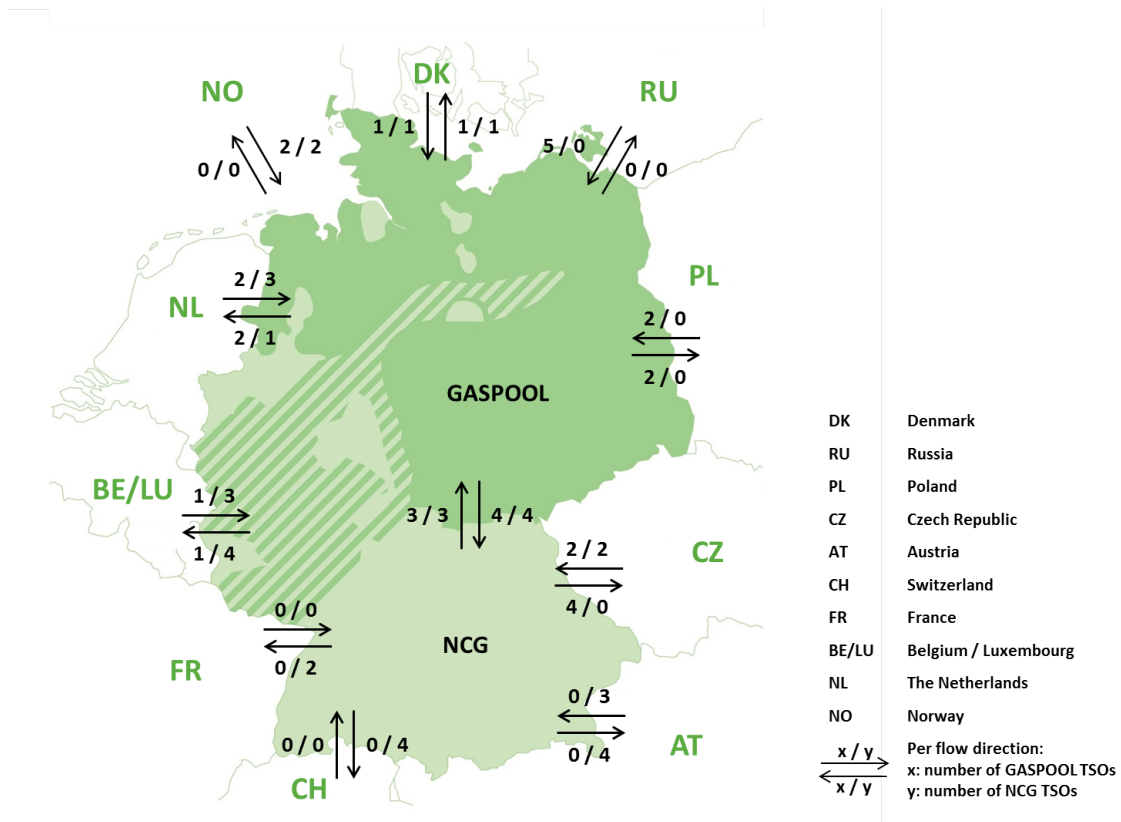 DK
NO
RU
1 / 1
1 / 1
2 / 2
0 / 0
5 / 0
0 / 0
2 / 3
NL
2 / 1
PL
2 / 0
2 / 0
GASPOOL
BE/LU
1 / 3
1 / 4
3 / 3
4 / 4
2 / 2
CZ
4 / 0
0 / 0
FR
0 / 2
NCG
0 / 3
AT
0 / 4
0 / 0
0 / 4
CH
DK Denmark
RU Russia
PL Poland
CZ Czech Republic
AT Austria
CH Switzerland
FR France
BE/LU Belgium / Luxembourg
NL The Netherlands
NO Norway
x / y
x / y
Per flow direction:
x: number of GASPOOL TSOs
y: number of NCG TSOs